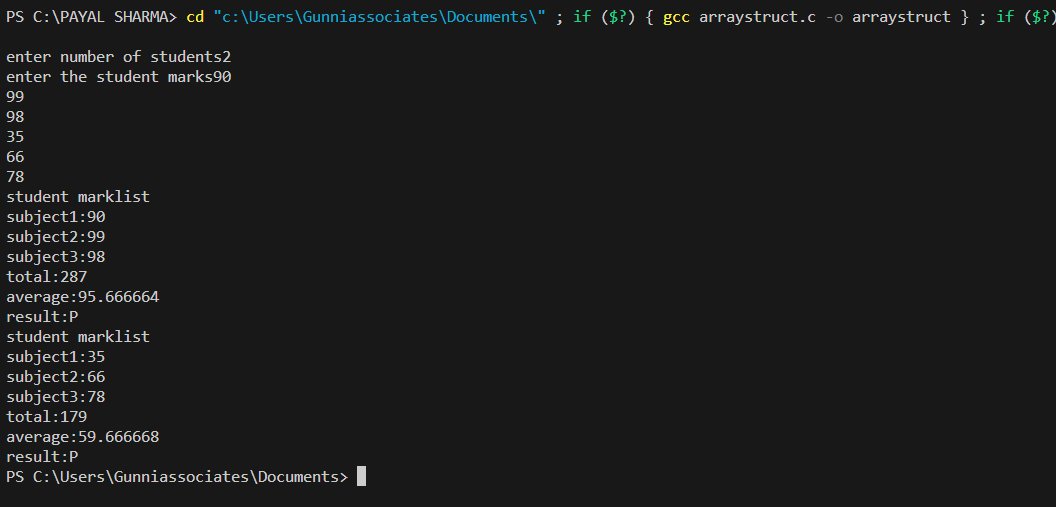 PS C:\PAYAL SHARMA> cd "c:\Users\Gunniassociates\Documents\" ; if ($?) { gcc arraystruct.c -o arraystruct } ; if ($?)
enter number of students2
enter the student marks90
99
98
35
66
78
student marklist
subject1:90
subject2:99
subject3:98
total:287
average:95.666664
result:P
student marklist
subject1:35
subject2:66
subject3:78
total:179
average:59.666668
result:P
PS C:\Users\Gunniassociates\Documents>